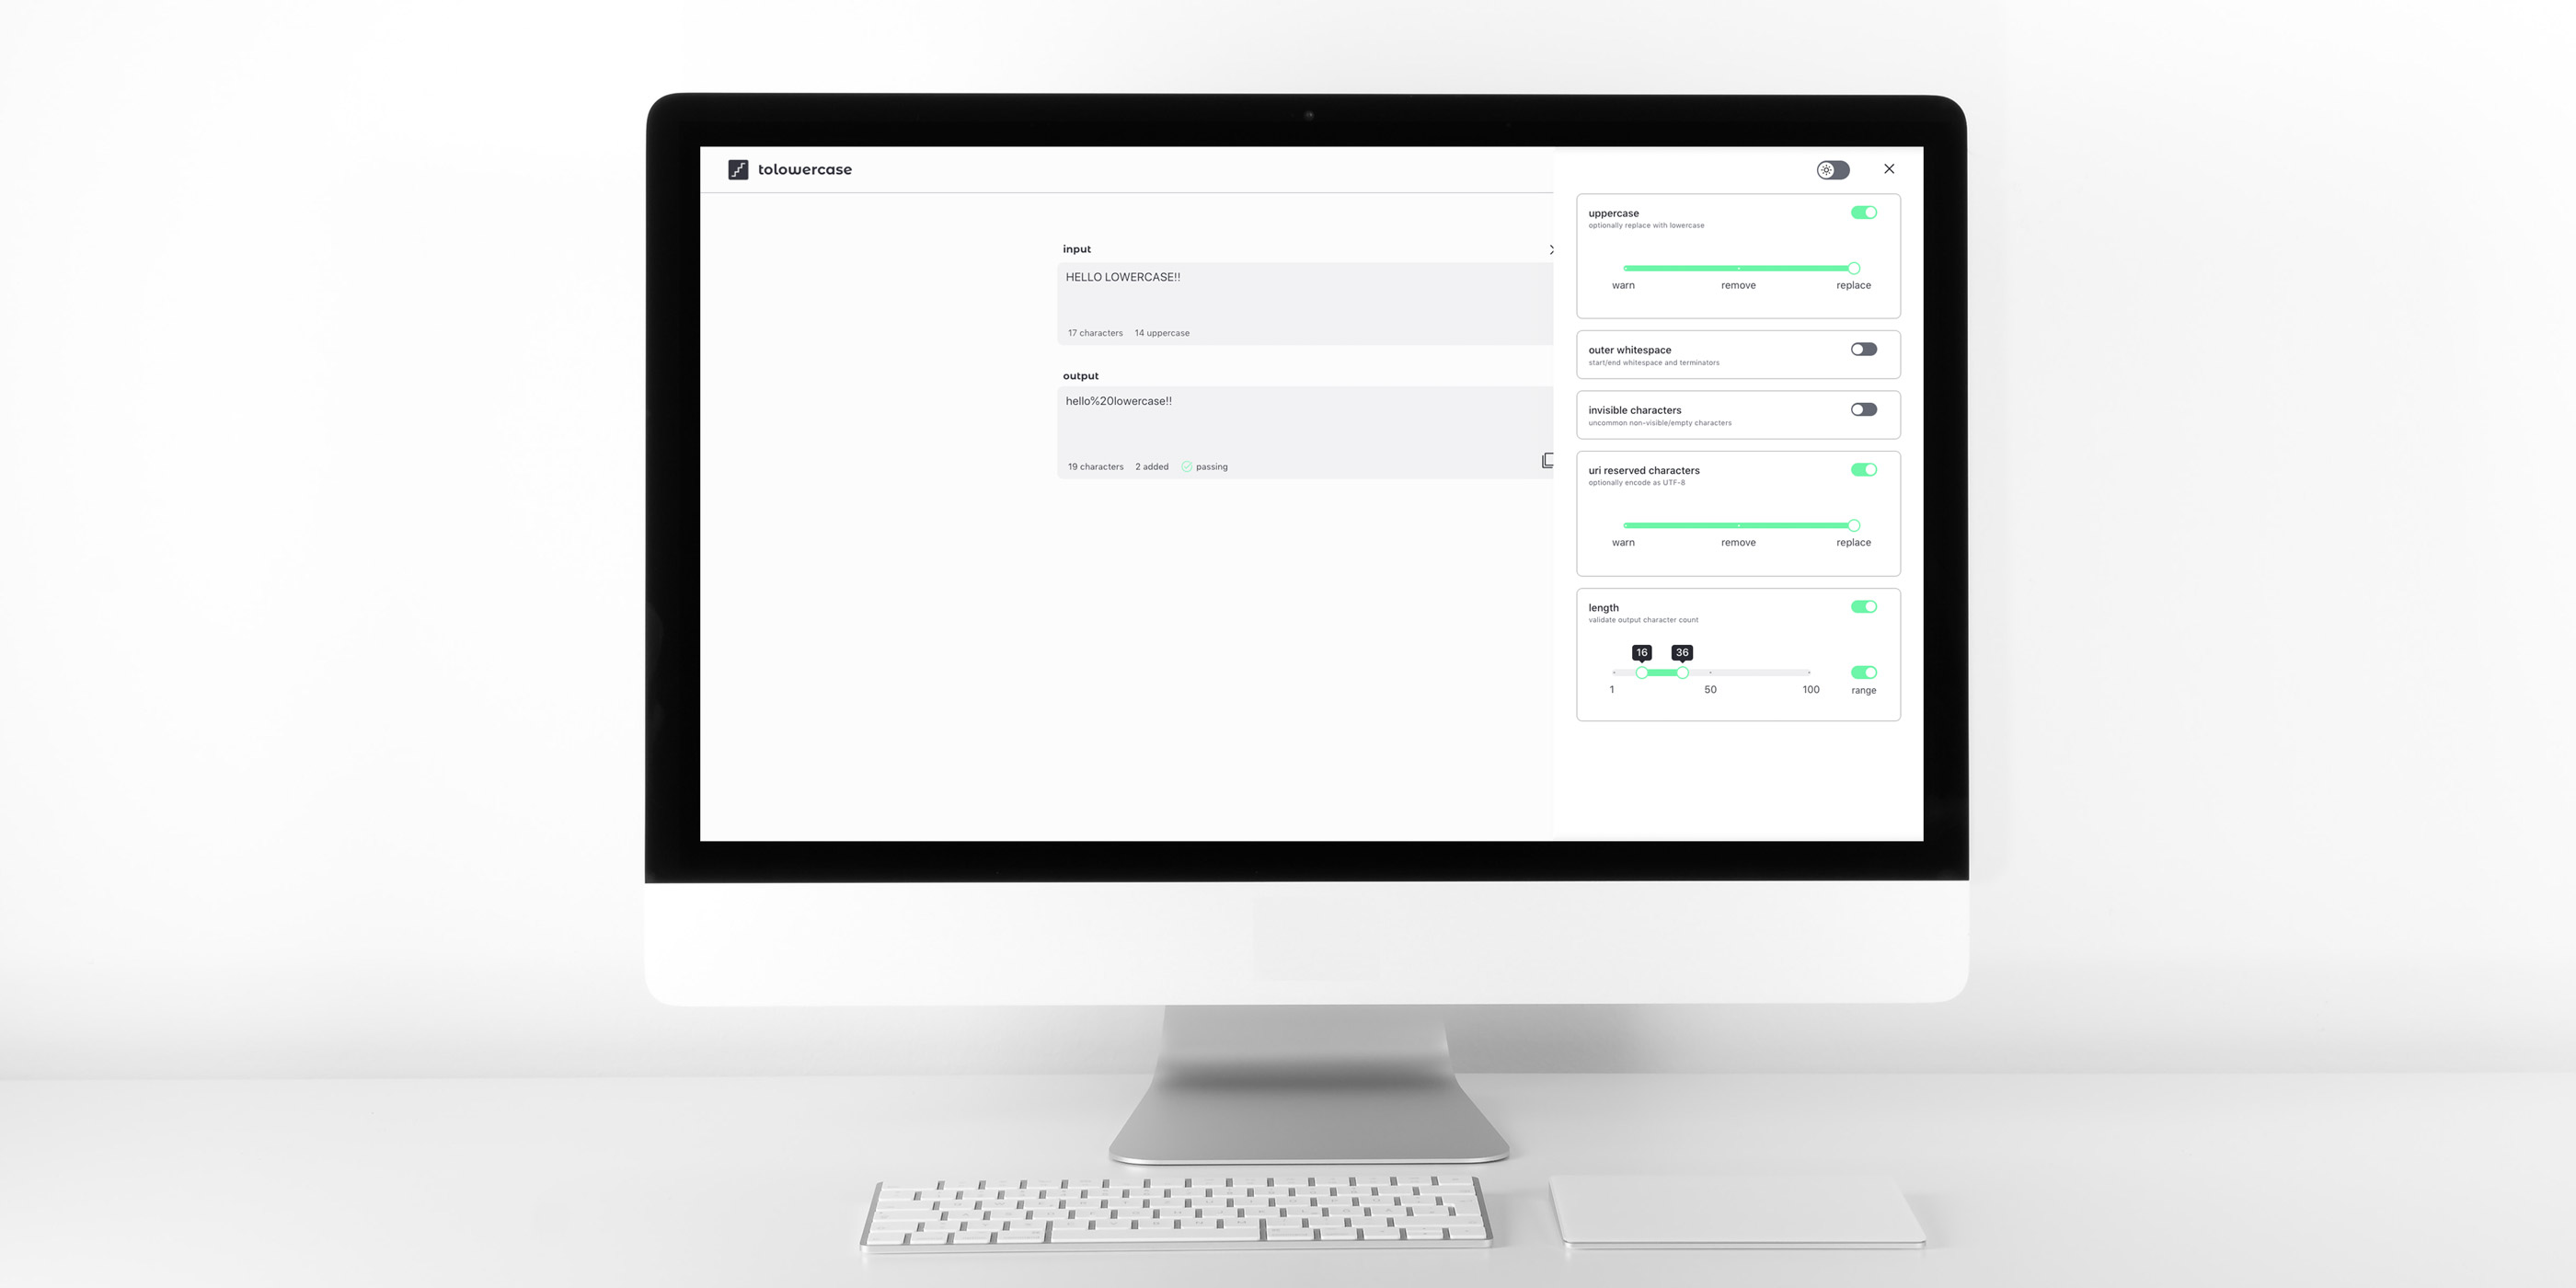 tolowercase
input
HELLO LOWERCASE!!
17 characters 14 uppercase
output
hello%20lowercase!!
19 characters 2 added passing
uppercase
optionally replace with lowercase
warn remove replace
outer whitespace
start/end whitespace and terminators
invisible characters
uncommon non-visible/empty characters
uri reserved characters
optionally encode as UTF-8
warn remove replace
length
validate output character count
16 36
1 50 100 range